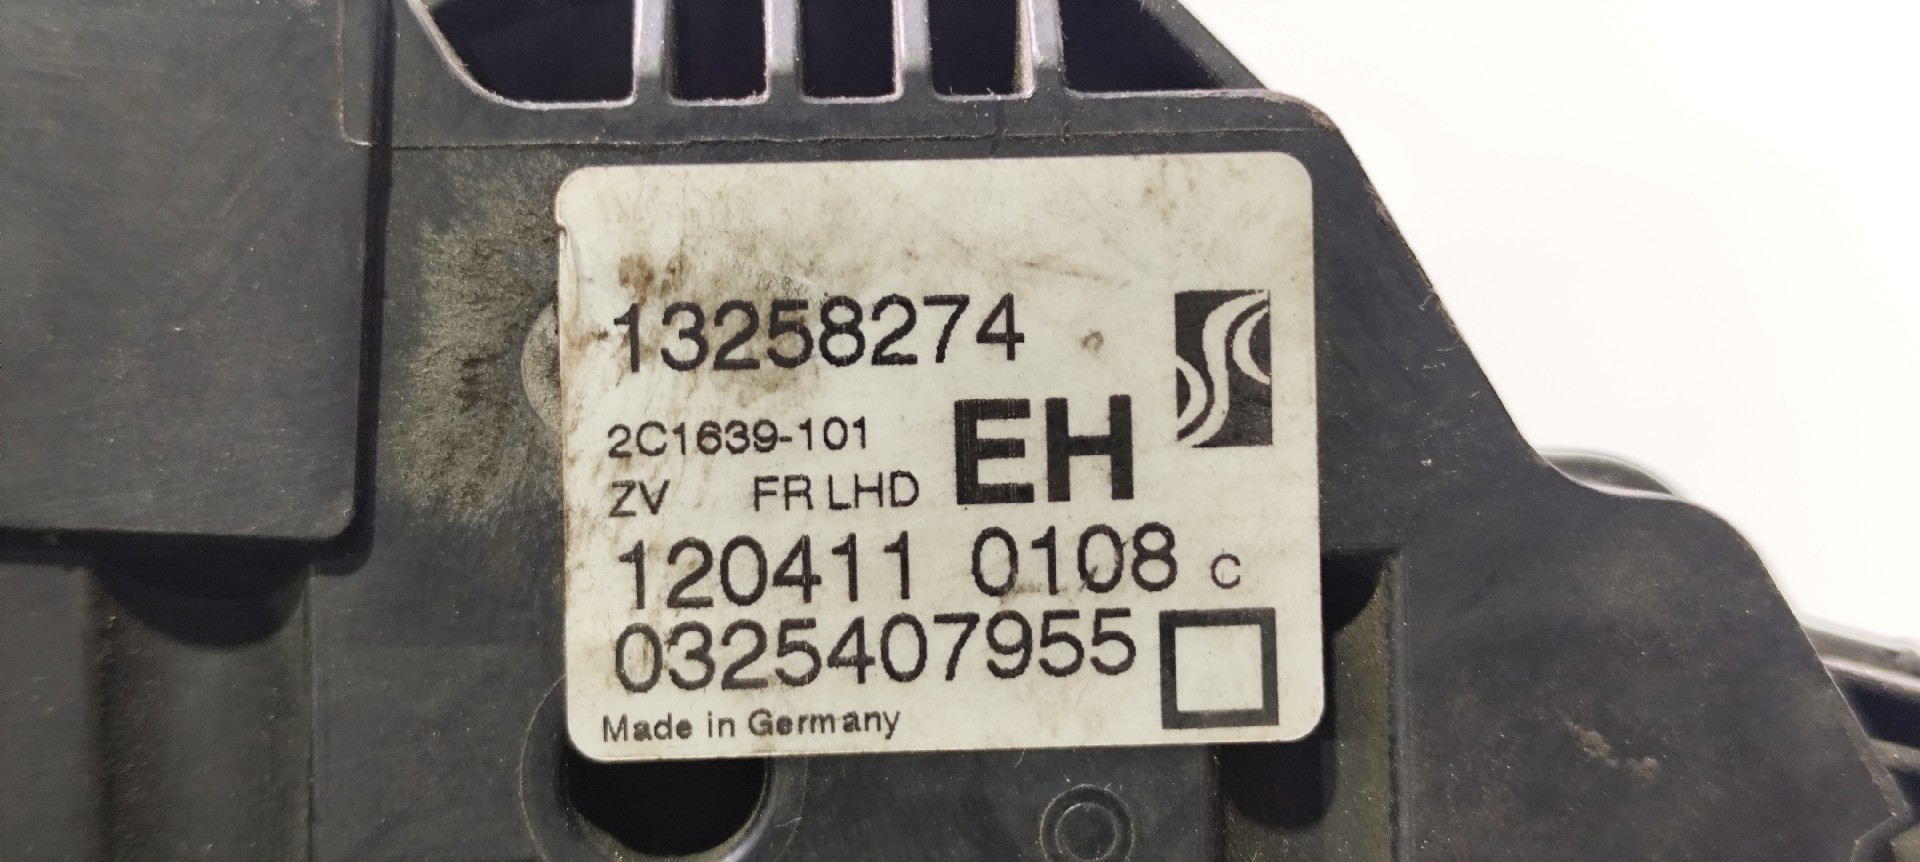 13258274
2C1639-101
EH
ZV FR LHD
120411 0108 C
0325407955
Made in Germany